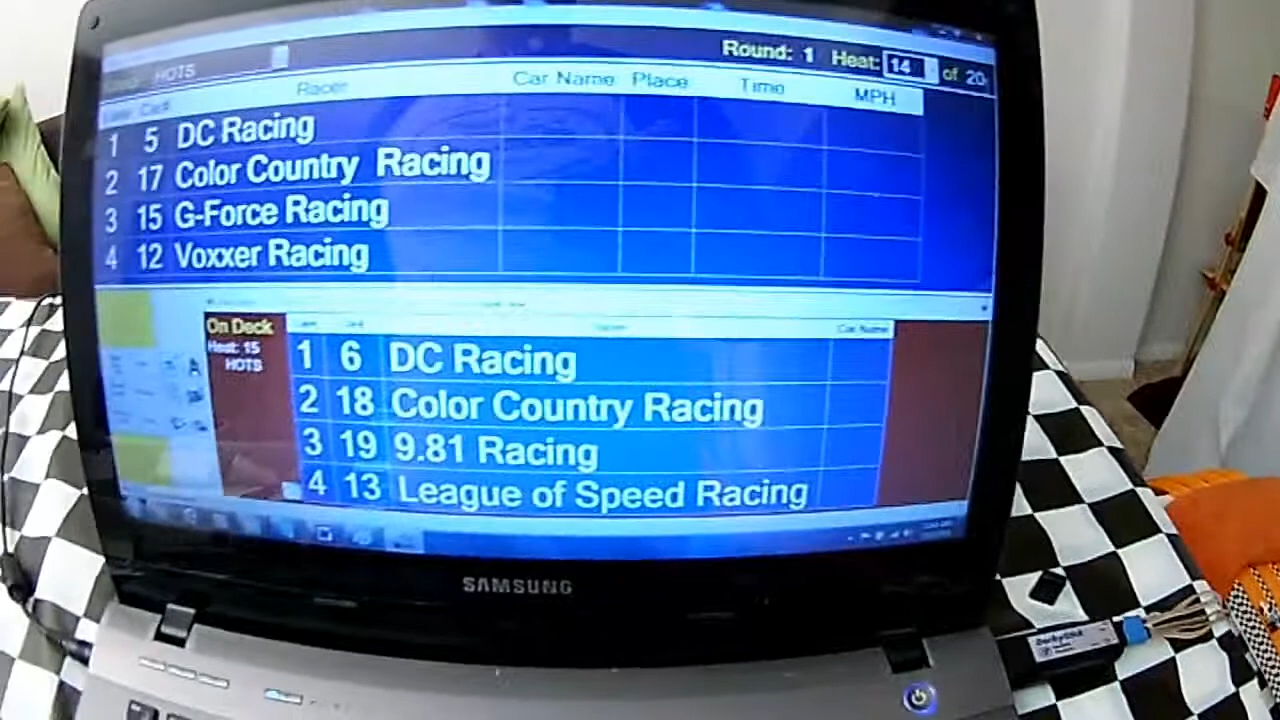 HOTS Round: 1 Heat: 14 of 20
Lane Car# Racer Car Name Place Time MPH
1 5 DC Racing
2 17 Color Country Racing
3 15 G-Force Racing
4 12 Voxxer Racing
On Deck
Heat: 15
HOTS
Car Name
1 6 DC Racing
2 18 Color Country Racing
3 19 9.81 Racing
4 13 League of Speed Racing
SAMSUNG